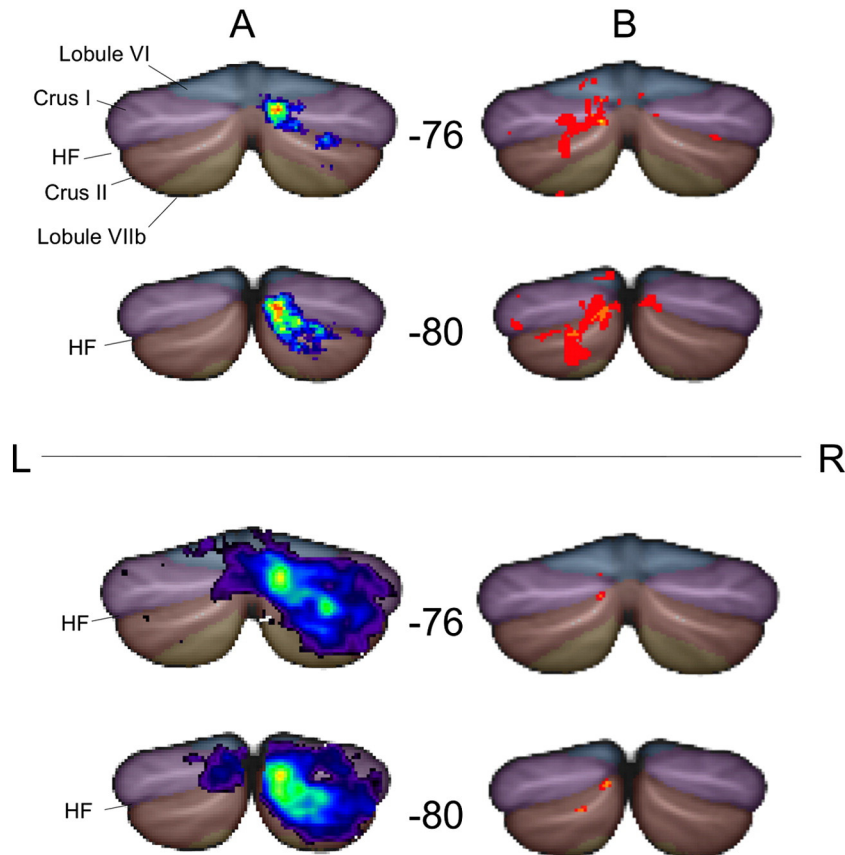 A
B
Lobule VI
Crus I
-76
HF
Crus II
Lobule VIIb
-80
HF
L
R
HF
-76
HF
-80